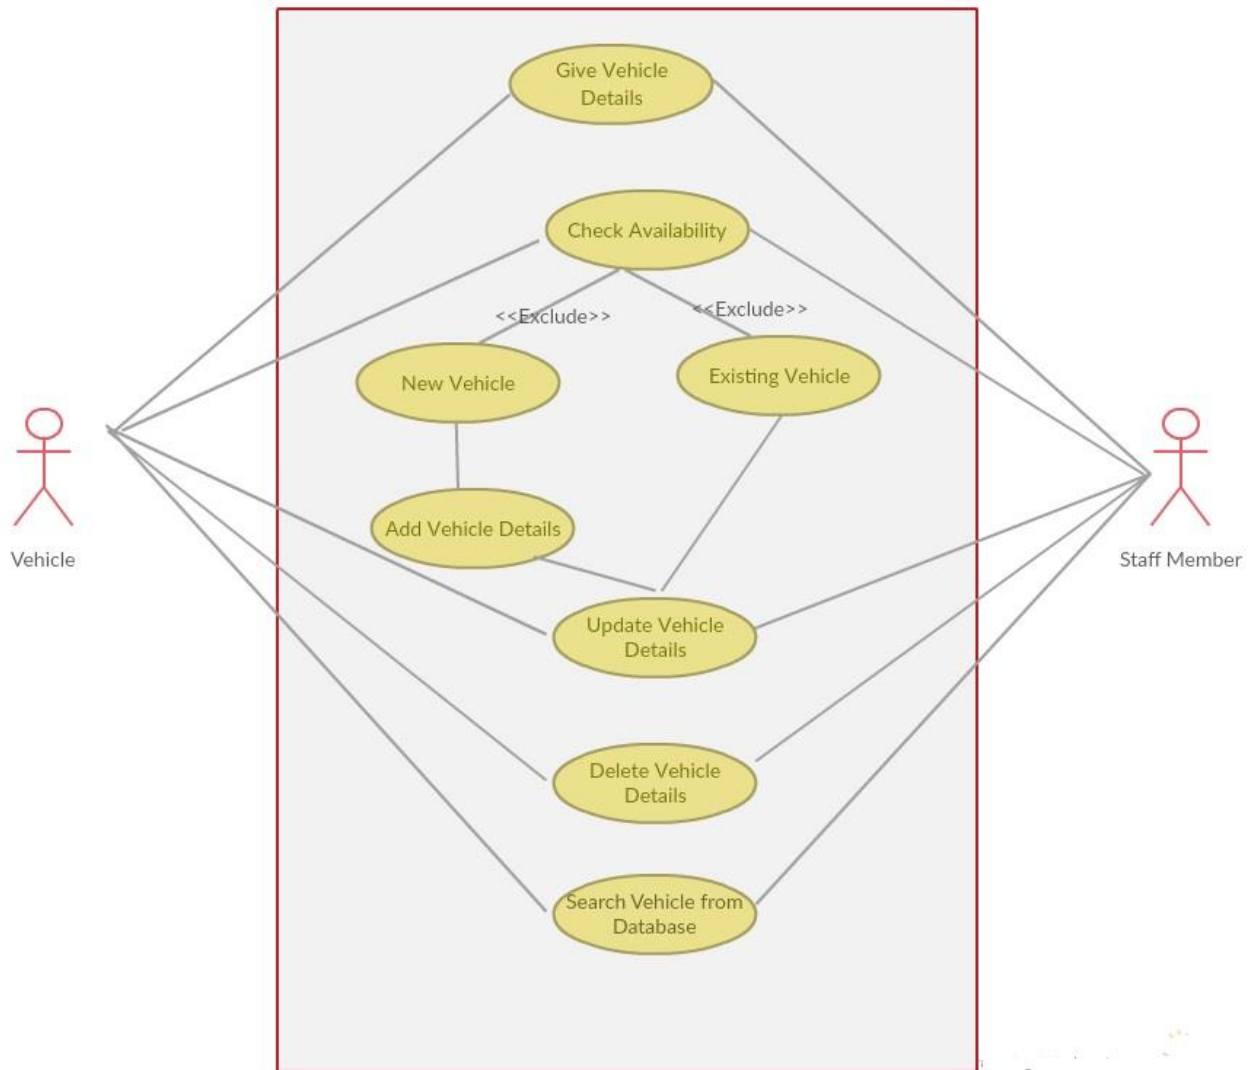 Give Vehicle
Details
Check Availability
<<Exclude>>
<<Exclude>>
New Vehicle
Existing Vehicle
Vehicle
Add Vehicle Details
Staff Member
Update Vehicle
Details
Delete Vehicle
Details
Search Vehicle from
Database